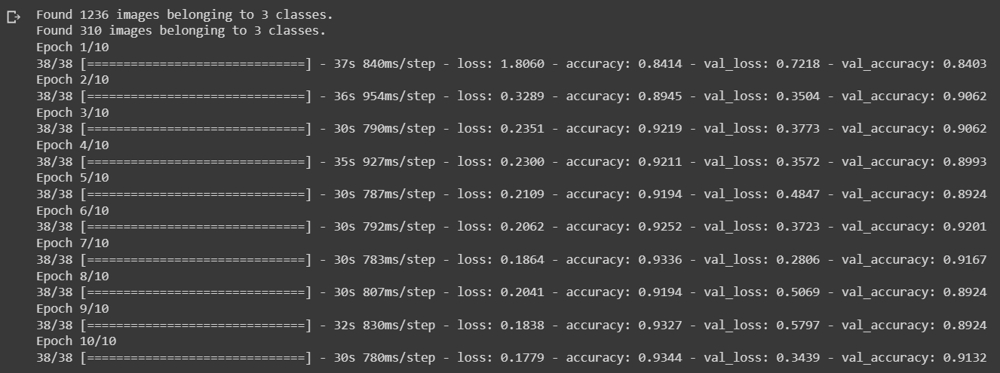 Found 1236 images belonging to 3 classes.
Found 310 images belonging to 3 classes.
Epoch 1/10
38/38 [==============================] - 37s 840ms/step - loss: 1.8060 - accuracy: 0.8414 - val_loss: 0.7218 - val_accuracy: 0.8403
Epoch 2/10
38/38 [==============================] - 36s 954ms/step - loss: 0.3289 - accuracy: 0.8945 - val_loss: 0.3504 - val_accuracy: 0.9062
Epoch 3/10
38/38 [==============================] - 30s 790ms/step - loss: 0.2351 - accuracy: 0.9219 - val_loss: 0.3773 - val_accuracy: 0.9062
Epoch 4/10
38/38 [==============================] - 35s 927ms/step - loss: 0.2300 - accuracy: 0.9211 - val_loss: 0.3572 - val_accuracy: 0.8993
Epoch 5/10
38/38 [==============================] - 30s 787ms/step - loss: 0.2109 - accuracy: 0.9194 - val_loss: 0.4847 - val_accuracy: 0.8924
Epoch 6/10
38/38 [==============================] - 30s 792ms/step - loss: 0.2062 - accuracy: 0.9252 - val_loss: 0.3723 - val_accuracy: 0.9201
Epoch 7/10
38/38 [==============================] - 30s 783ms/step - loss: 0.1864 - accuracy: 0.9336 - val_loss: 0.2806 - val_accuracy: 0.9167
Epoch 8/10
38/38 [==============================] - 30s 807ms/step - loss: 0.2041 - accuracy: 0.9194 - val_loss: 0.5069 - val_accuracy: 0.8924
Epoch 9/10
38/38 [==============================] - 32s 830ms/step - loss: 0.1838 - accuracy: 0.9327 - val_loss: 0.5797 - val_accuracy: 0.8924
Epoch 10/10
38/38 [==============================] - 30s 780ms/step - loss: 0.1779 - accuracy: 0.9344 - val_loss: 0.3439 - val_accuracy: 0.9132